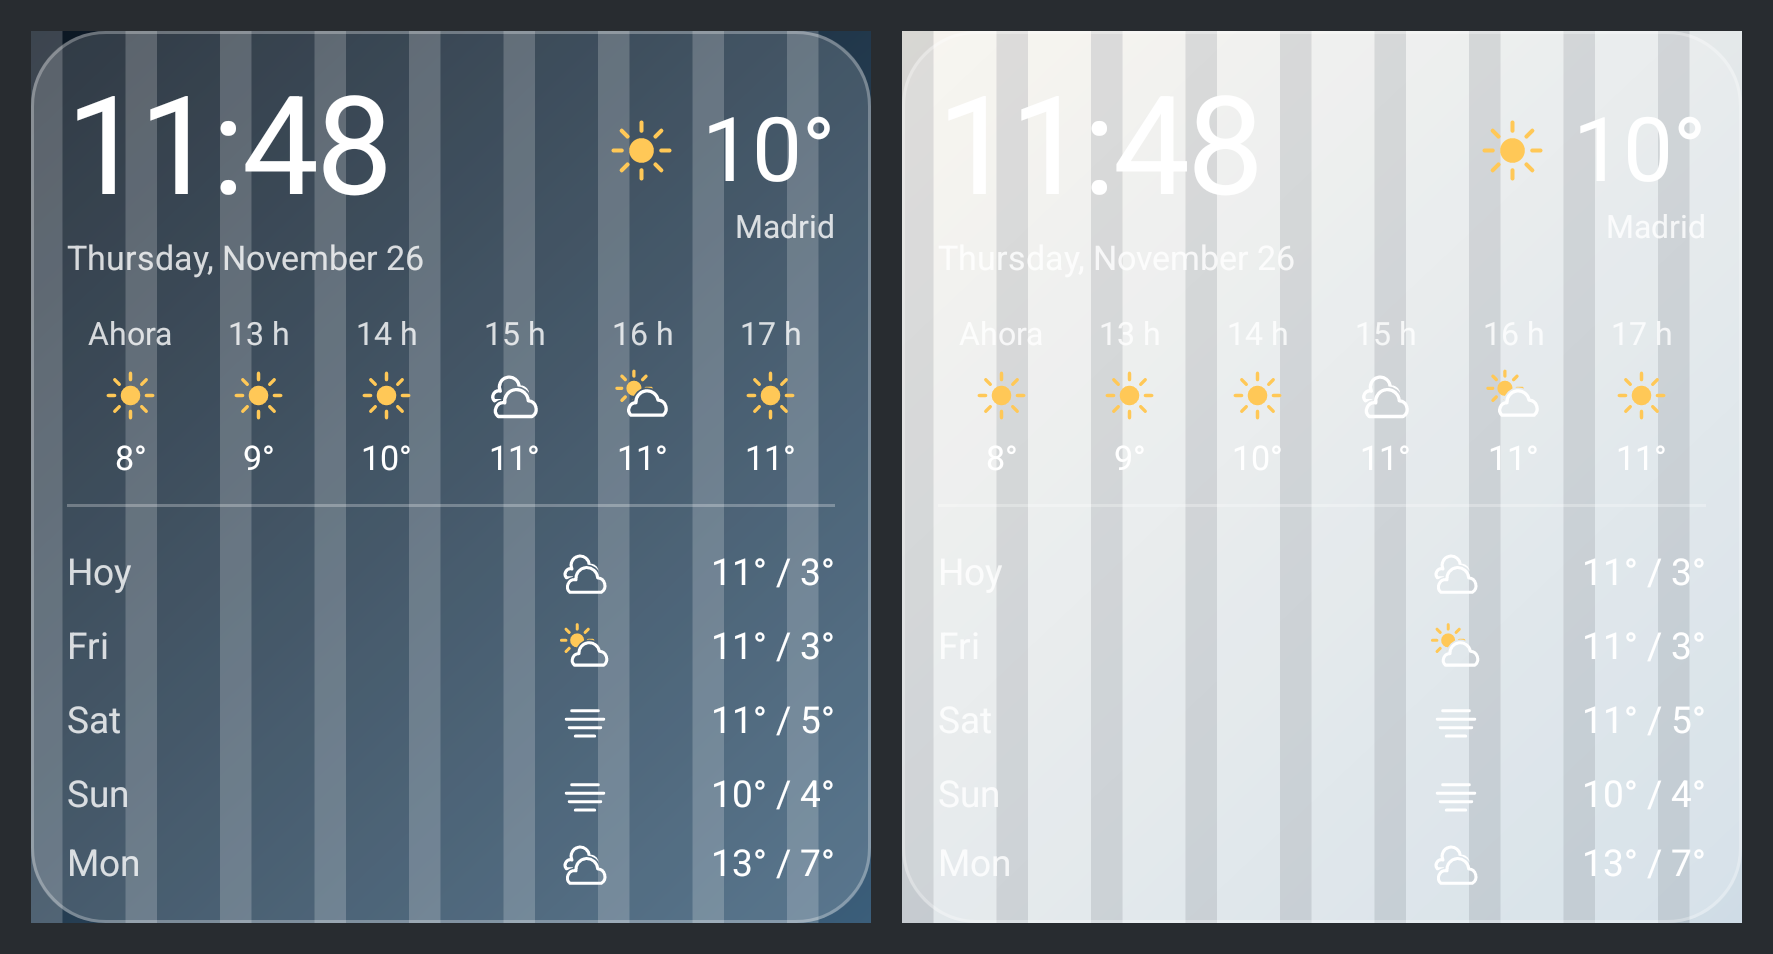 11:48
10°
Madrid
Thursday, November 26
Ahora 13 h 14 h 15 h 16 h 17 h
8° 9° 10° 11° 11° 11°
Hoy 11° / 3°
Fri 11° / 3°
Sat 11° / 5°
Sun 10° / 4°
Mon 13° / 7°
11:48
10°
Madrid
Thursday, November 26
Ahora 13 h 14 h 15 h 16 h 17 h
8° 9° 10° 11° 11° 11°
Hoy 11° / 3°
Fri 11° / 3°
Sat 11° / 5°
Sun 10° / 4°
Mon 13° / 7°